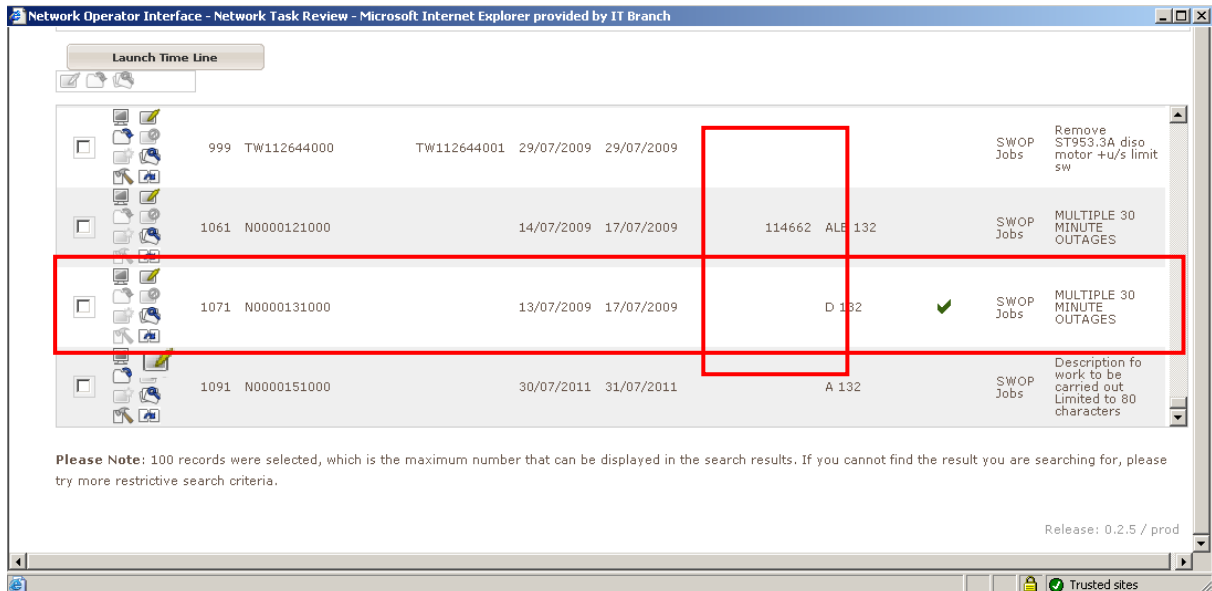 Network Operator Interface - Network Task Review - Microsoft Internet Explorer provided by IT Branch
Launch Time Line
999 TW112644000 TW112644001 29/07/2009 29/07/2009 SWOP Jobs Remove ST953.3A diso motor +u/s limit sw
1061 N0000121000 14/07/2009 17/07/2009 114662 ALB 132 SWOP Jobs MULTIPLE 30 MINUTE OUTAGES
1071 N0000131000 13/07/2009 17/07/2009 D 132 SWOP Jobs MULTIPLE 30 MINUTE OUTAGES
1091 N0000151000 30/07/2011 31/07/2011 A 132 SWOP Jobs Description fo work to be carried out Limited to 80 characters
Please Note: 100 records were selected, which is the maximum number that can be displayed in the search results. If you cannot find the result you are searching for, please
try more restrictive search criteria.
Release: 0.2.5 / prod
Trusted sites